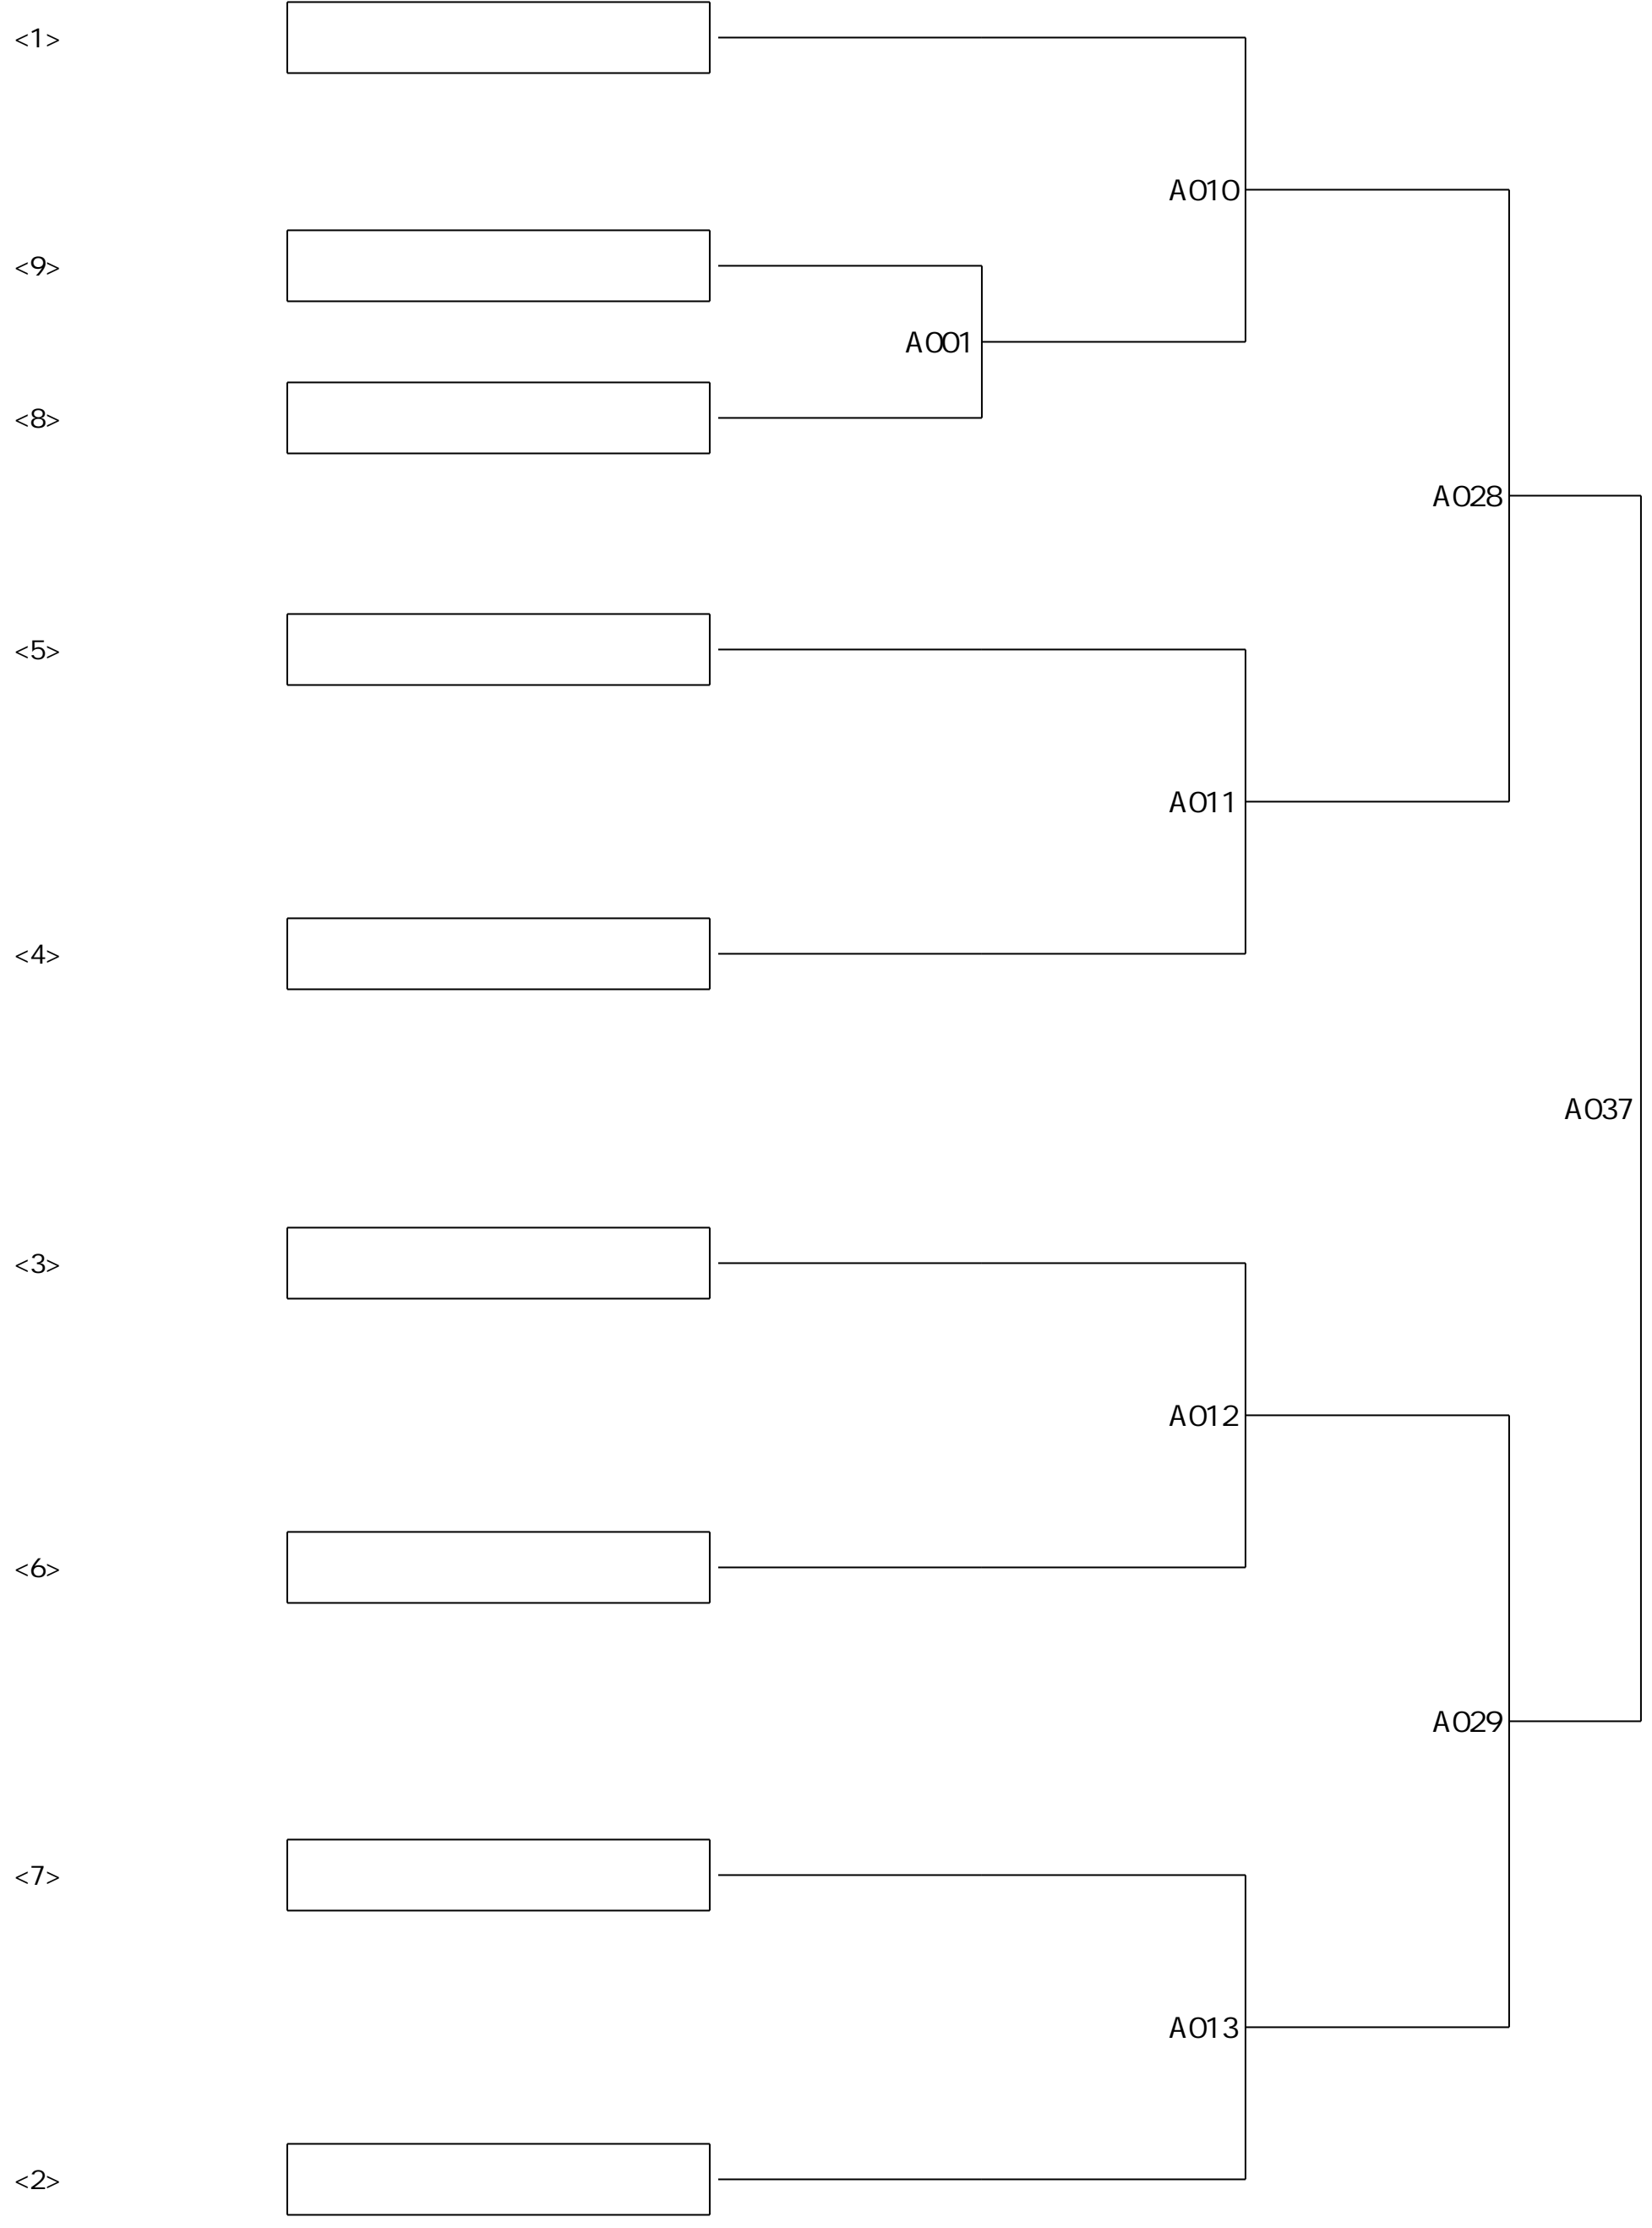 <1>
A010
<9>
A001
<8>
A028
<5>
A011
<4>
A037
<3>
A012
<6>
A029
<7>
A013
<2>